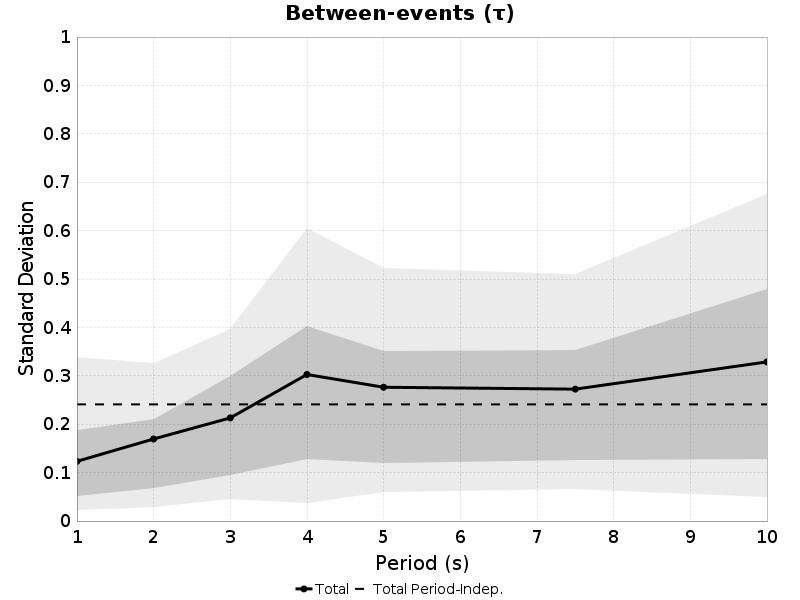 Between-events (τ)
1
0.9
0.8
0.7
0.6
0.5
0.4
0.3
0.2
0.1
0
Standard Deviation
1 2 3 4 5 6 7 8 9 10
Period (s)
Total Total Period-Indep.